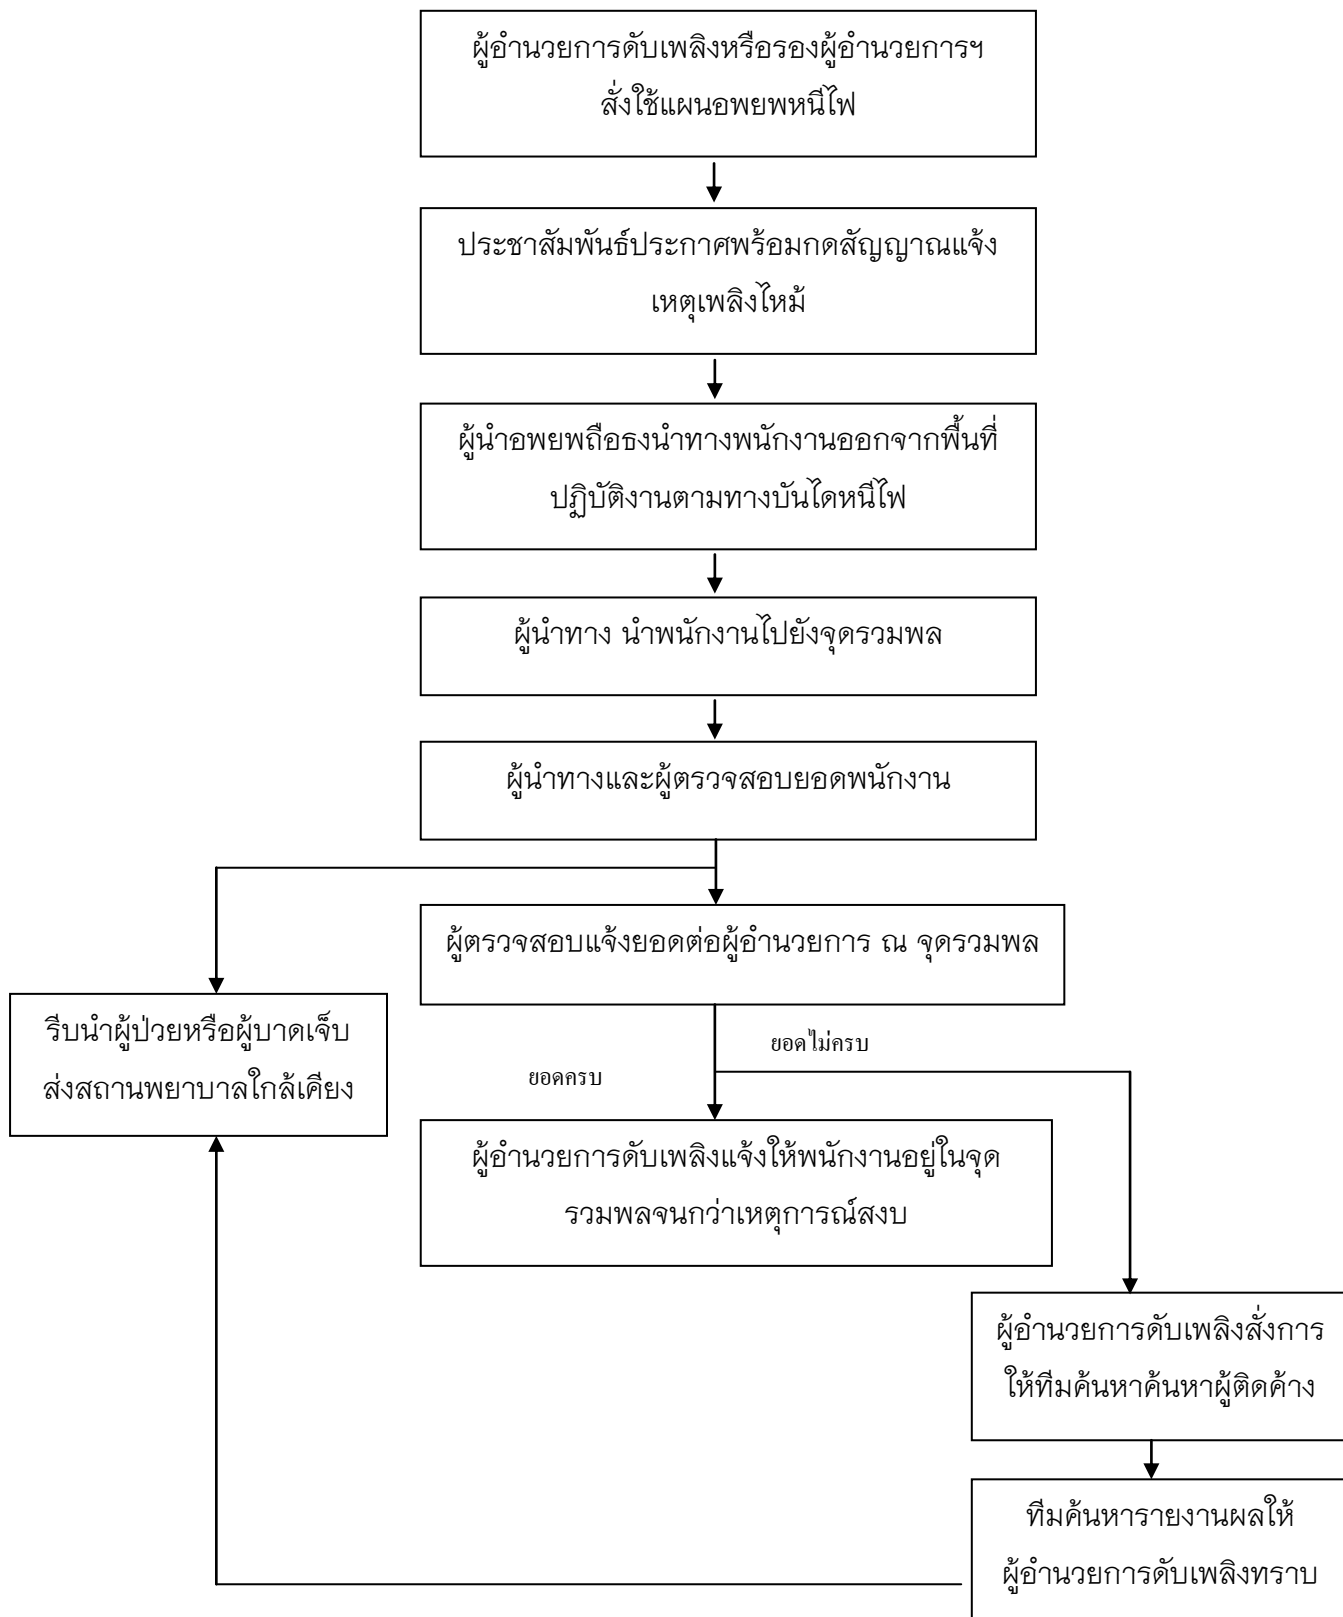 ผู้อำนวยการดับเพลิงหรือรองผู้อำนวยการฯ
สั่งใช้แผนอพยพหนีไฟ
ประชาสัมพันธ์ประกาศพร้อมกดสัญญาณแจ้ง
เหตุเพลิงไหม้
ผู้นำอพยพถือธงนำทางพนักงานออกจากพื้นที่
ปฏิบัติงานตามทางบันไดหนีไฟ
ผู้นำทาง นำพนักงานไปยังจุดรวมพล
ผู้นำทางและผู้ตรวจสอบยอดพนักงาน
ผู้ตรวจสอบแจ้งยอดต่อผู้อำนวยการ ณ จุดรวมพล
รีบนำผู้ป่วยหรือผู้บาดเจ็บ
ส่งสถานพยาบาลใกล้เคียง
ยอดไม่ครบ
ยอดครบ
ผู้อำนวยการดับเพลิงแจ้งให้พนักงานอยู่ในจุด
รวมพลจนกว่าเหตุการณ์สงบ
ผู้อำนวยการดับเพลิงสั่งการ
ให้ทีมค้นหาค้นหาผู้ติดค้าง
ทีมค้นหารายงานผลให้
ผู้อำนวยการดับเพลิงทราบ